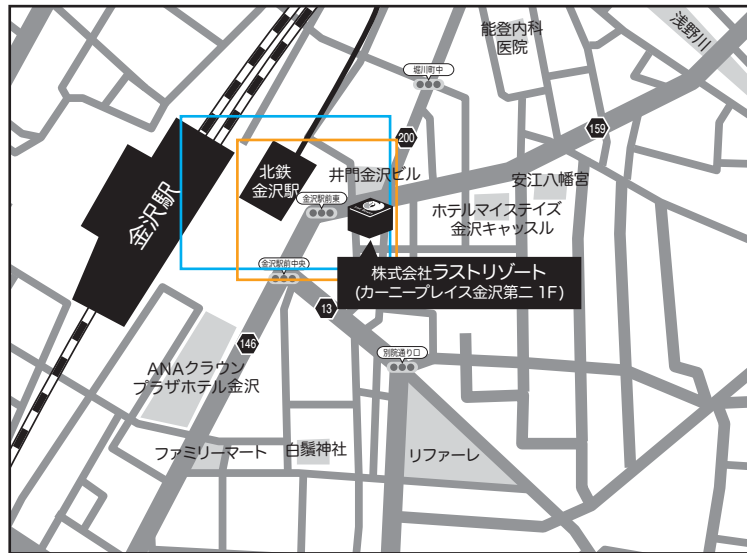 能登内科
医院
浅野川
堀川町中
159
200
北鉄
金沢駅
井門金沢ビル
安江八幡宮
金沢駅
金沢駅前東
ホテルマイステイズ
金沢キャッスル
金沢駅前中央
株式会社ラストリゾート
(カーニープレイス金沢第二 1F)
13
146
別院通り口
ANAクラウン
プラザホテル金沢
ファミリーマート
白鬚神社
リファーレ